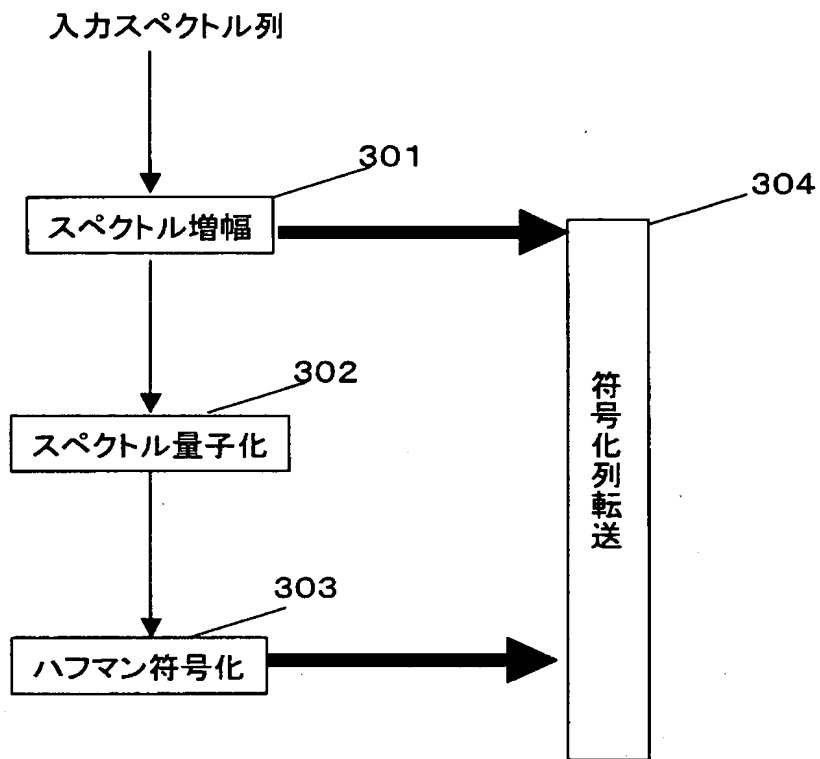 入力スペクトル列
301
304
スペクトル増幅
302
スペクトル量子化
符号化列転送
303
ハフマン符号化